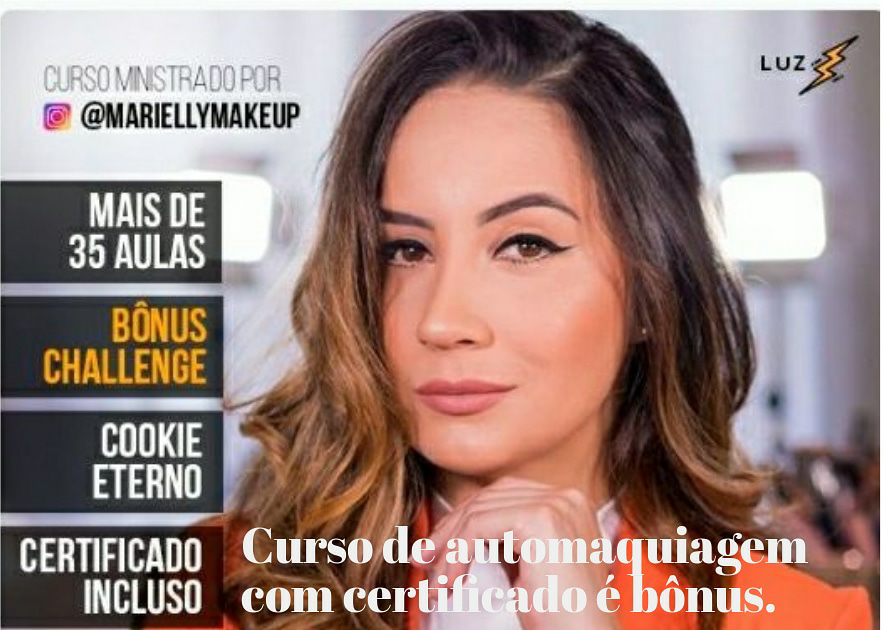 CURSO MINISTRADO POR
@MARIELLYMAKEUP
LUZ
MAIS DE
35 AULAS
BÔNUS
CHALLENGE
COOKIE
ETERNO
CERTIFICADO
INCLUSO
Curso de automaquiagem
com certificado é bônus.